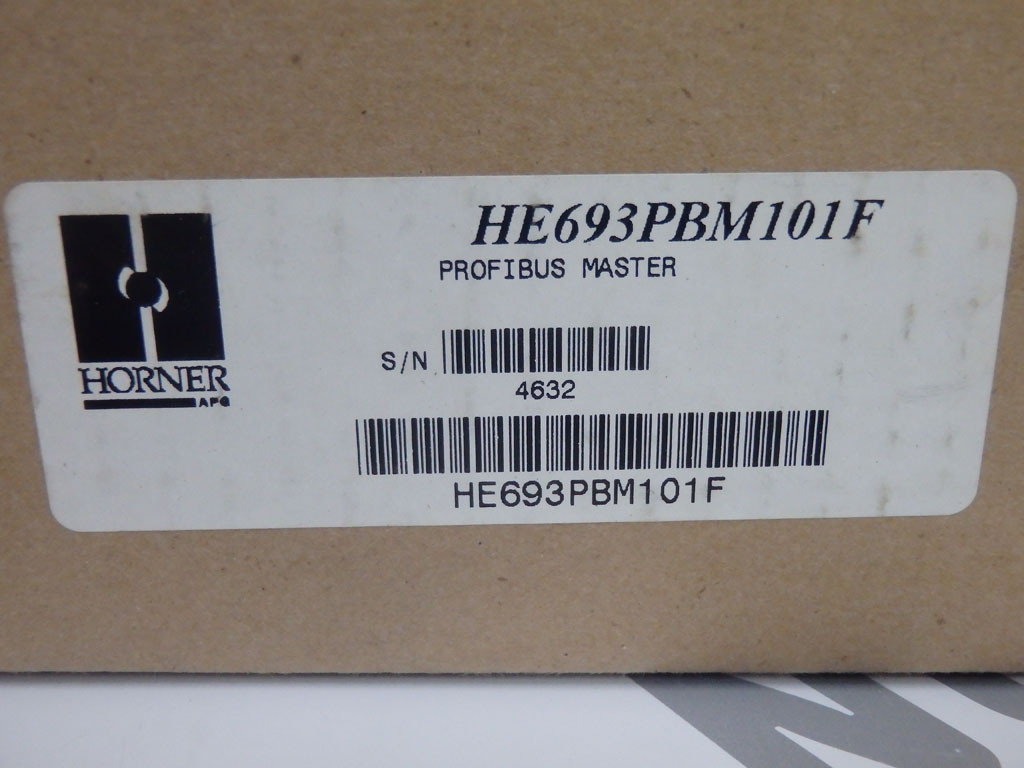 HE693PBM101F
PROFIBUS MASTER
S/N
4632
HE693PBM101F
HORNER
APG